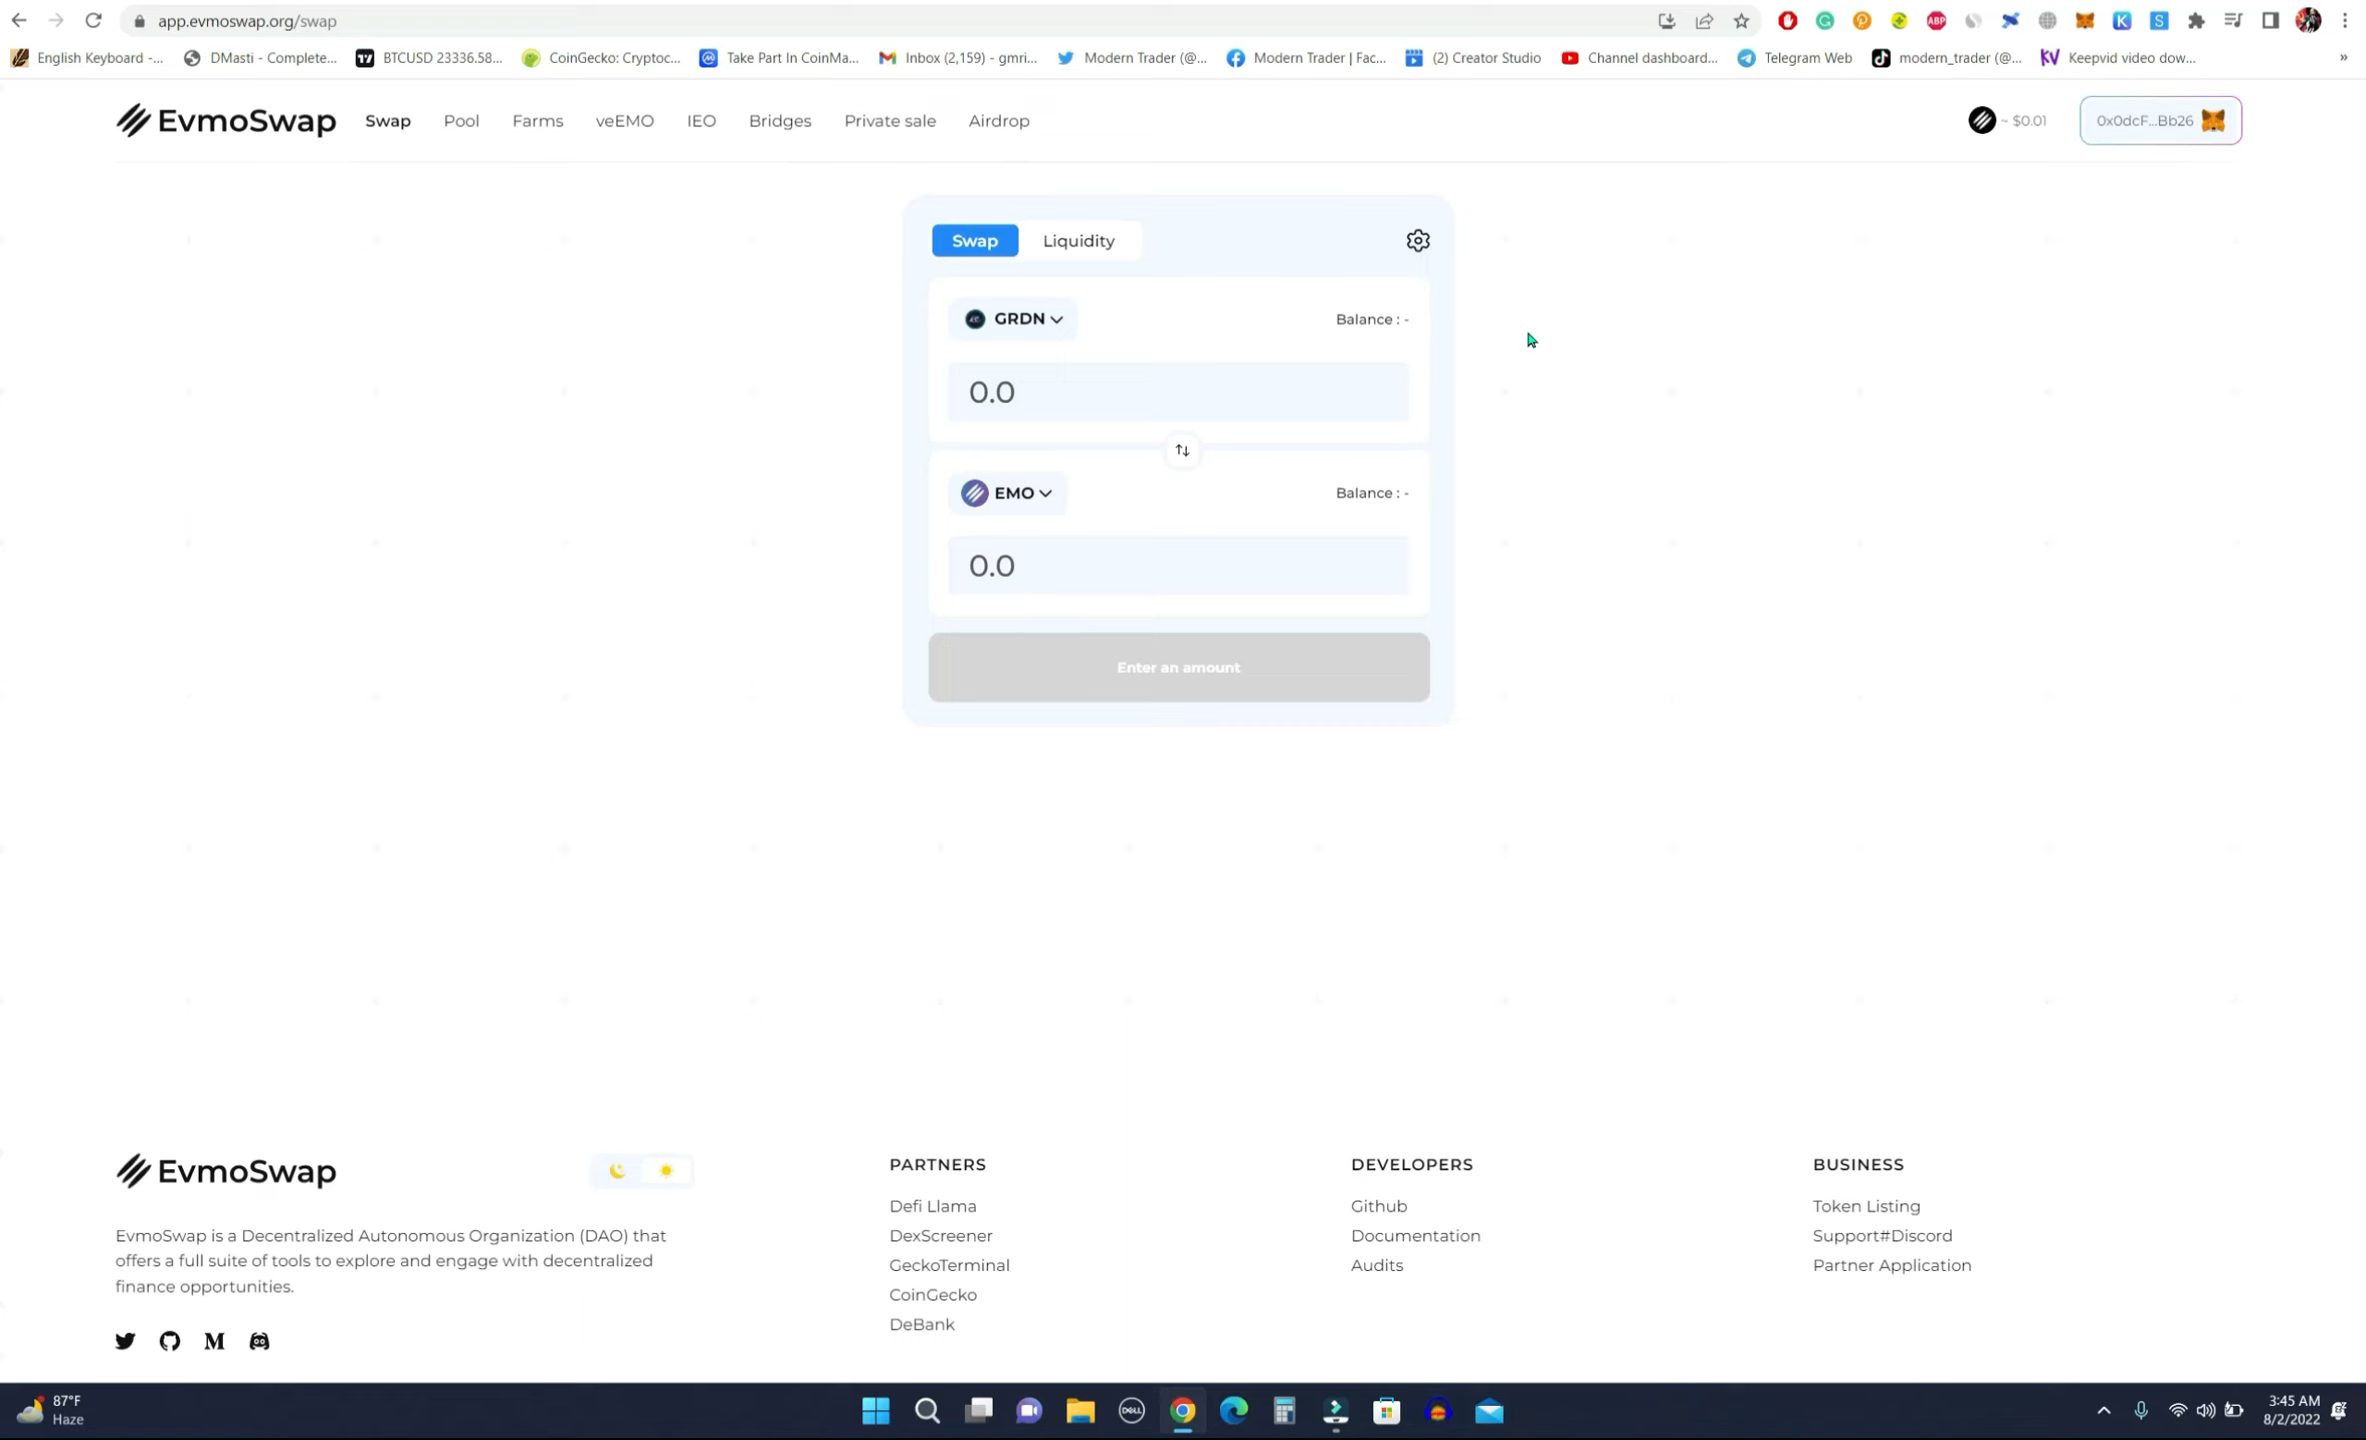 app.evmoswap.org/swap
English Keyboard -...
DMasti - Complete...
BTCUSD 23336.58...
CoinGecko: Cryptoc...
Take Part In CoinMa...
Inbox (2,159) - gmri...
Modern Trader (@...
Modern Trader | Fac...
(2) Creator Studio
Channel dashboard...
Telegram Web
modern_trader (@...
KV Keepvid video dow...
»
EvmoSwap
Swap
Pool
Farms
veEMO
IEO
Bridges
Private sale
Airdrop
~ $0.01
0x0dcF...Bb26
Swap
Liquidity
GRDN
Balance : -
0.0
EMO
Balance : -
0.0
Enter an amount
EvmoSwap
EvmoSwap is a Decentralized Autonomous Organization (DAO) that
offers a full suite of tools to explore and engage with decentralized
finance opportunities.
PARTNERS
Defi Llama
DexScreener
GeckoTerminal
CoinGecko
DeBank
DEVELOPERS
Github
Documentation
Audits
BUSINESS
Token Listing
Support#Discord
Partner Application
87°F
Haze
DELL
3:45 AM
8/2/2022